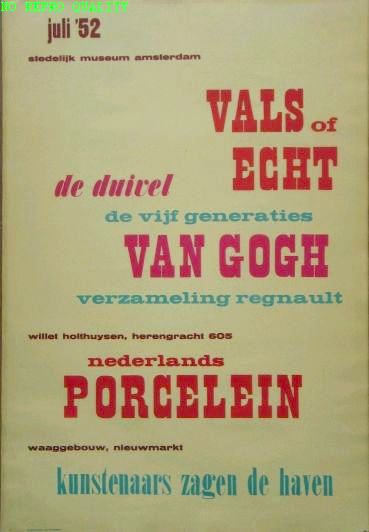 NO REPRO QUALITY
juli '52
stedelijk museum amsterdam
VALS of
ECHT
de duivel
de vijf generaties
VAN GOGH
verzameling regnault
willet holthuysen, herengracht 605
nederlands
PORCELEIN
waaggebouw, nieuwmarkt
kunstenaars zagen de haven